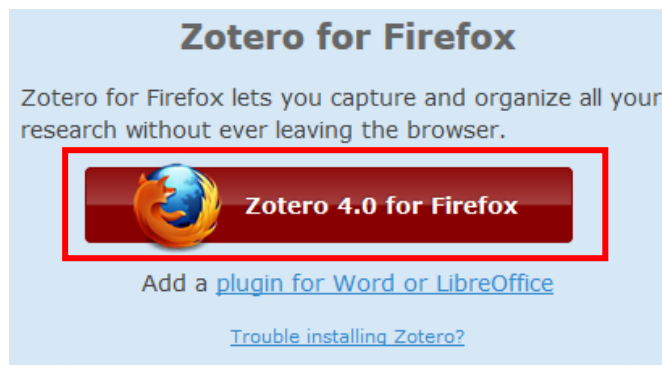 Zotero for Firefox
Zotero for Firefox lets you capture and organize all your
research without ever leaving the browser.
Zotero 4.0 for Firefox
Add a plugin for Word or LibreOffice
Trouble installing Zotero?